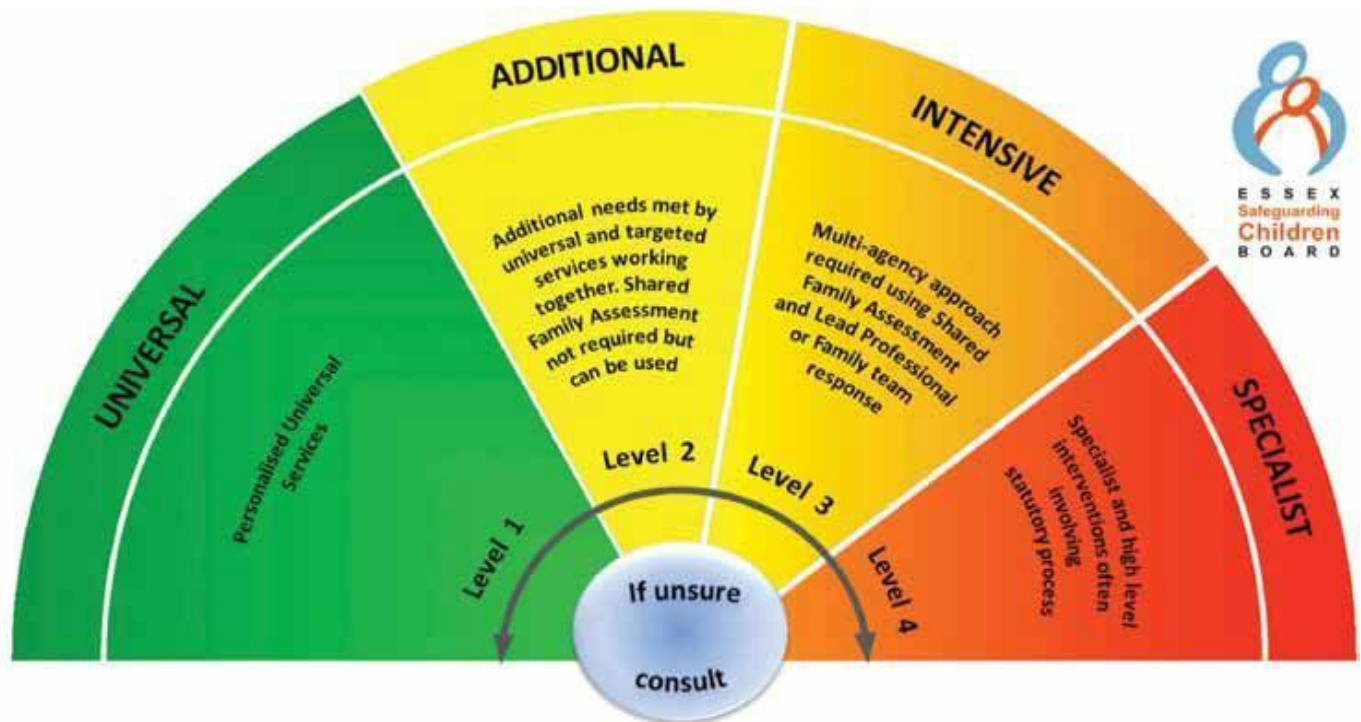 UNIVERSAL
Personalised Universal
Services
Level 1
ADDITIONAL
Additional needs met by
universal and targeted
services working
together. Shared
Family Assessment
not required but
can be used
Level 2
INTENSIVE
Multi-agency approach
required using Shared
Family Assessment
and Lead Professional
or Family team
response
Level 3
SPECIALIST
Specialist and high level
interventions often
involving
statutory process
Level 4
If unsure
consult
ESSEX
Safeguarding
Children
BOARD